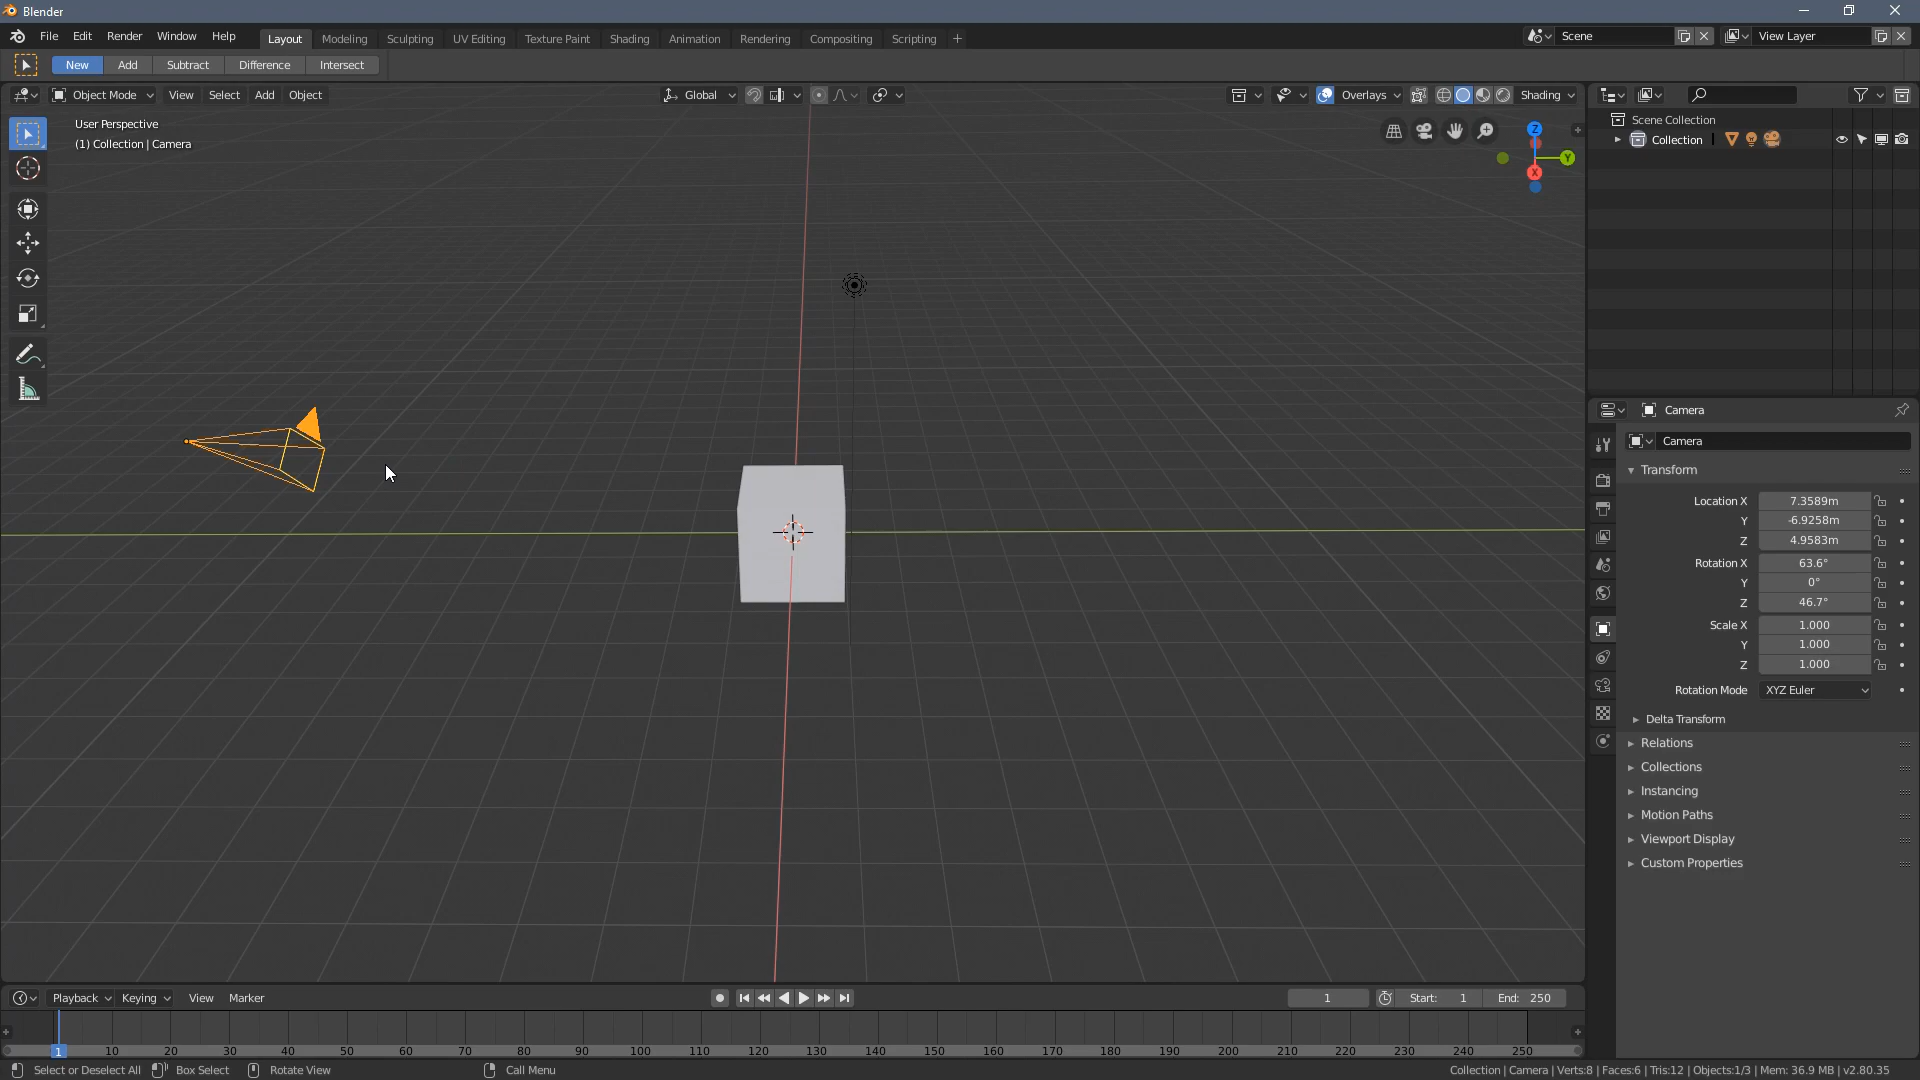 Blender
File Edit Render Window Help Layout Modeling Sculpting UV Editing Texture Paint Shading Animation Rendering Compositing Scripting + Scene View Layer
New Add Subtract Difference Intersect
Object Mode View Select Add Object Global Overlays Shading
User Perspective
(1) Collection | Camera
Z
Y
X
Scene Collection
Collection
Camera
Camera
Transform
Location X 7.3589m
Y -6.9258m
Z 4.9583m
Rotation X 63.6°
Y 0°
Z 46.7°
Scale X 1.000
Y 1.000
Z 1.000
Rotation Mode XYZ Euler
Delta Transform
Relations
Collections
Instancing
Motion Paths
Viewport Display
Custom Properties
Playback Keying View Marker 1 Start: 1 End: 250
1 10 20 30 40 50 60 70 80 90 100 110 120 130 140 150 160 170 180 190 200 210 220 230 240 250
Select or Deselect All Box Select Rotate View Call Menu Collection | Camera | Verts:8 | Faces:6 | Tris:12 | Objects:1/3 | Mem: 36.9 MB | v2.80.35